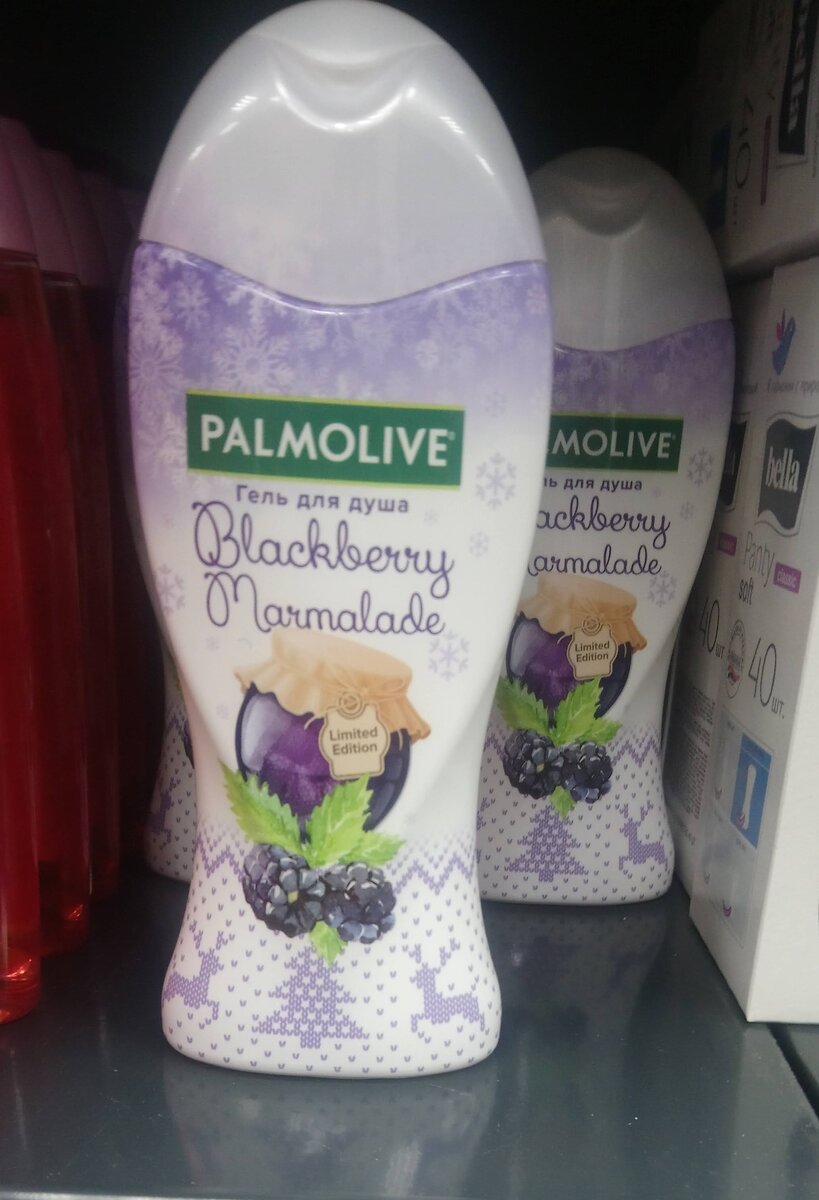 PALMOLIVE
Гель для душа
Blackberry
Marmalade
Limited
Edition
MOLIVE
ль для душа
ackberry
armalade
Limited
Edition
bella
Panty
classic
soft
40 шт.
40